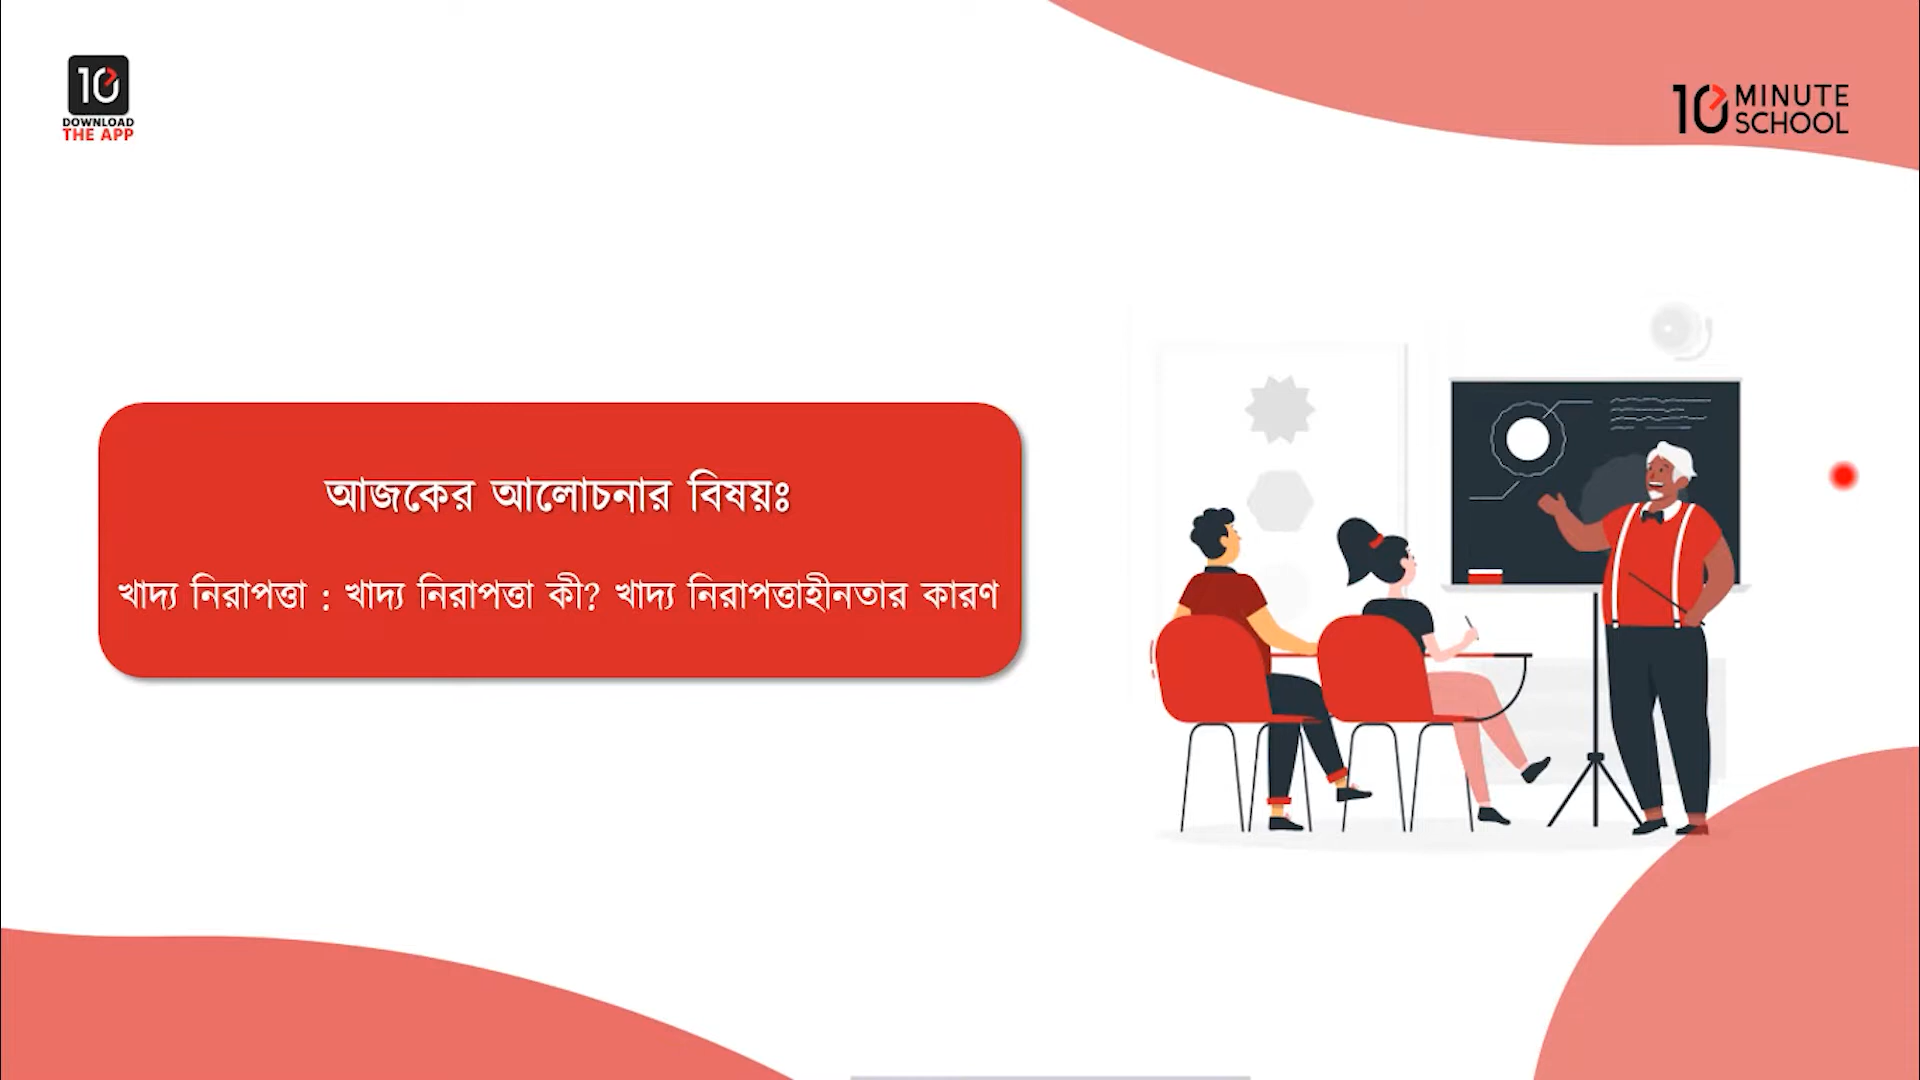 10
DOWNLOAD
THE APP
10 MINUTE
SCHOOL
আজকের আলোচনার বিষয়ঃ
খাদ্য নিরাপত্তা : খাদ্য নিরাপত্তা কী? খাদ্য নিরাপত্তাহীনতার কারণ